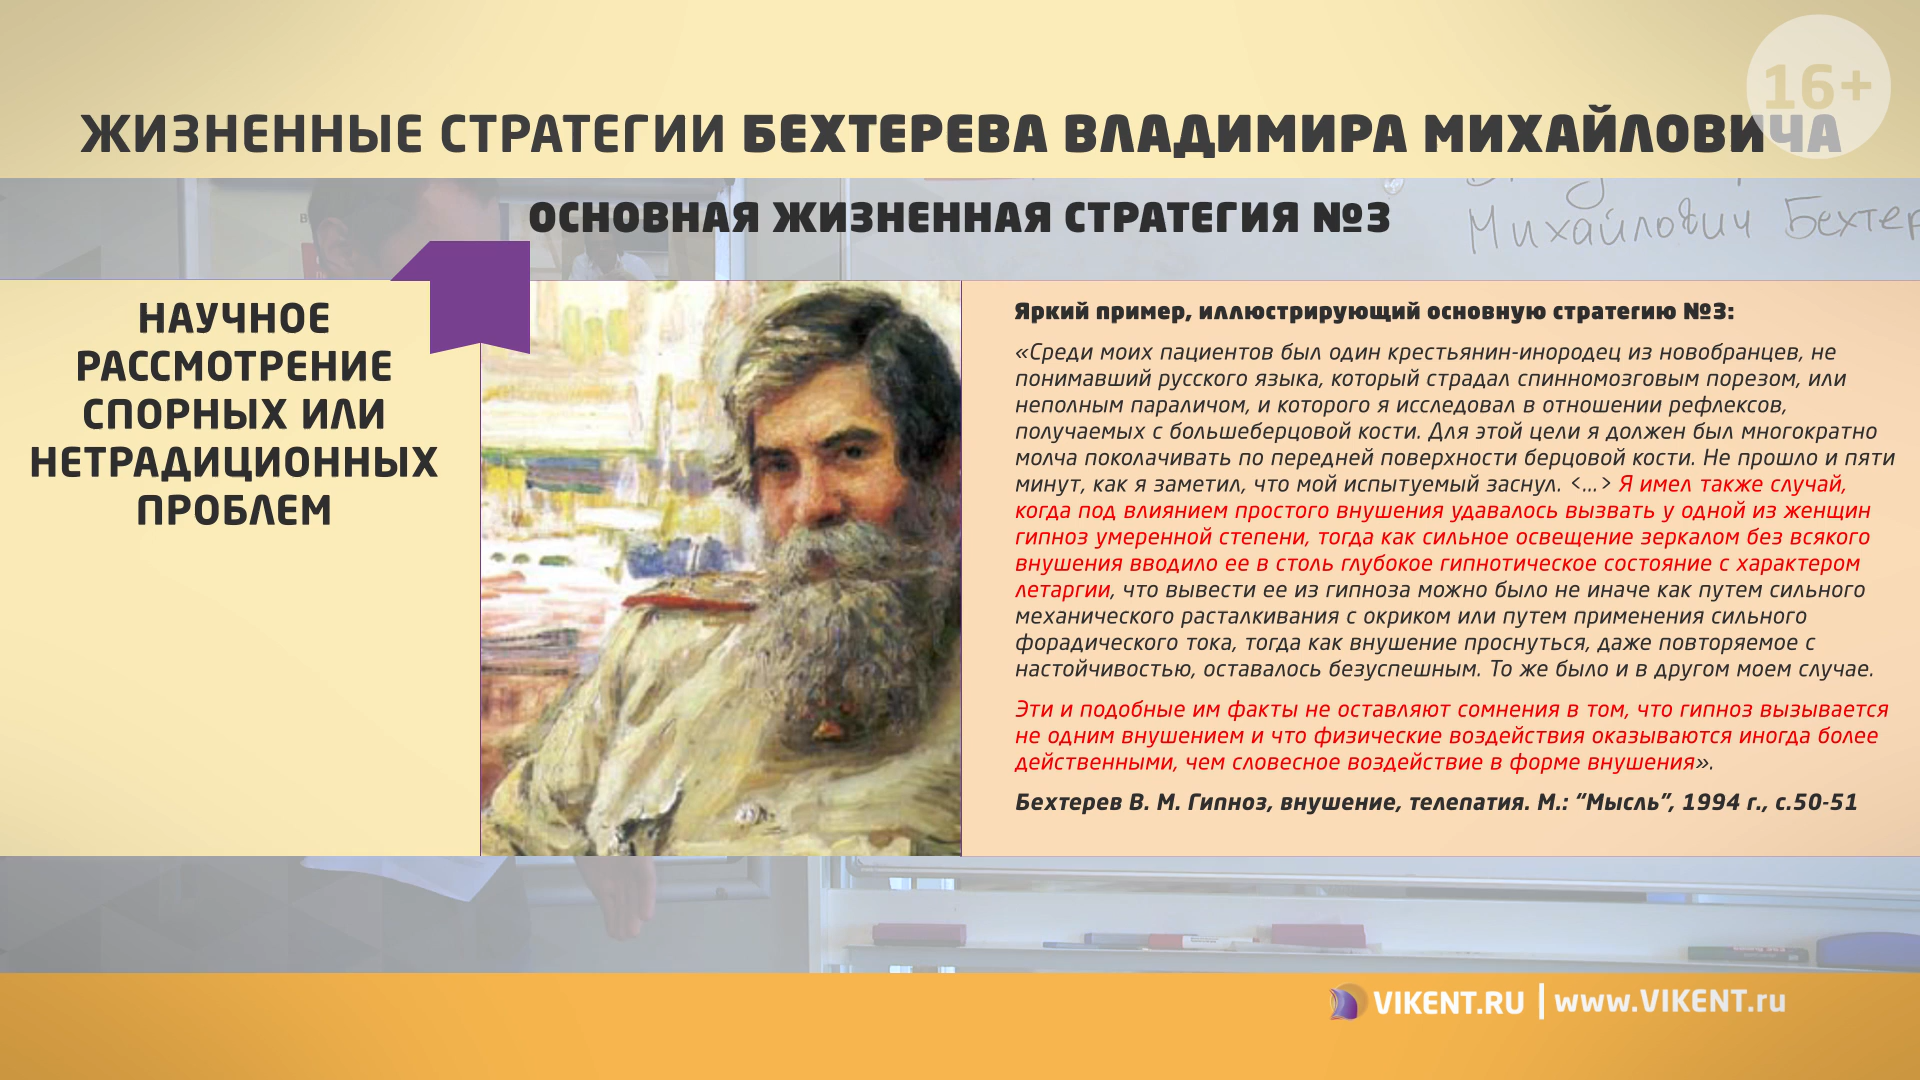 16+
ЖИЗНЕННЫЕ СТРАТЕГИИ БЕХТЕРЕВА ВЛАДИМИРА МИХАЙЛОВИЧА
ОСНОВНАЯ ЖИЗНЕННАЯ СТРАТЕГИЯ №3
Михайлович Бехтер
НАУЧНОЕ
РАССМОТРЕНИЕ
СПОРНЫХ ИЛИ
НЕТРАДИЦИОННЫХ
ПРОБЛЕМ
Яркий пример, иллюстрирующий основную стратегию №3:
«Среди моих пациентов был один крестьянин-инородец из новобранцев, не
понимавший русского языка, который страдал спинномозговым порезом, или
неполным параличом, и которого я исследовал в отношении рефлексов,
получаемых с большеберцовой кости. Для этой цели я должен был многократно
молча поколачивать по передней поверхности берцовой кости. Не прошло и пяти
минут, как я заметил, что мой испытуемый заснул. <...> Я имел также случай,
когда под влиянием простого внушения удавалось вызвать у одной из женщин
гипноз умеренной степени, тогда как сильное освещение зеркалом без всякого
внушения вводило ее в столь глубокое гипнотическое состояние с характером
летаргии, что вывести ее из гипноза можно было не иначе как путем сильного
механического расталкивания с окриком или путем применения сильного
форадического тока, тогда как внушение проснуться, даже повторяемое с
настойчивостью, оставалось безуспешным. То же было и в другом моем случае.
Эти и подобные им факты не оставляют сомнения в том, что гипноз вызывается
не одним внушением и что физические воздействия оказываются иногда более
действенными, чем словесное воздействие в форме внушения».
Бехтерев В. М. Гипноз, внушение, телепатия. М.: “Мысль”, 1994 г., с.50-51
VIKENT.RU | www.VIKENT.ru